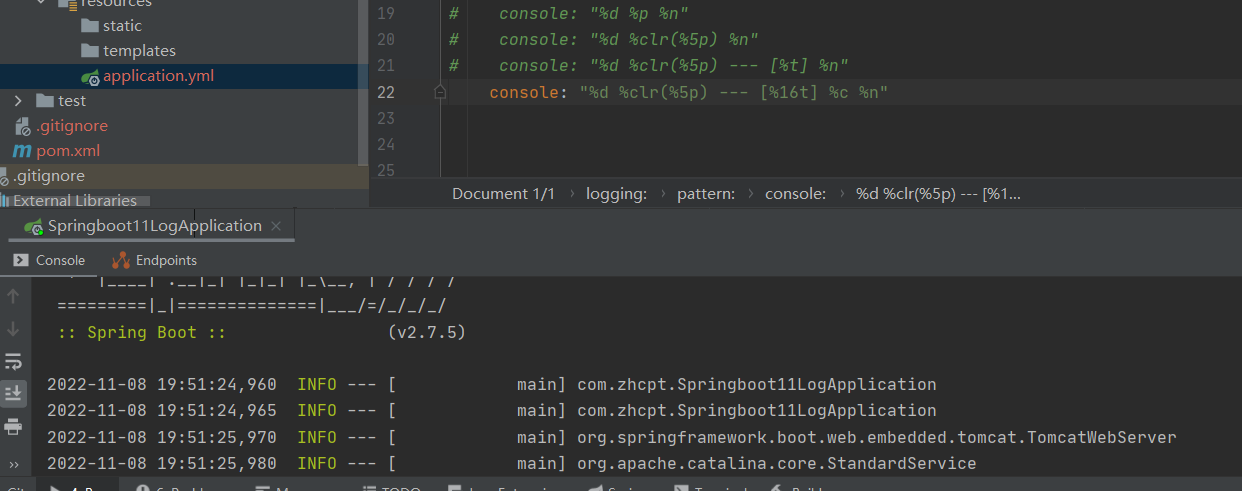 resources
static
templates
application.yml
test
.gitignore
pom.xml
.gitignore
External Libraries
19 # console: "%d %p %n"
20 # console: "%d %clr(%5p) %n"
21 # console: "%d %clr(%5p) --- [%t] %n"
22 console: "%d %clr(%5p) --- [%16t] %c %n"
23
24
25
Document 1/1 › logging: › pattern: › console: › %d %clr(%5p) --- [%1...
Springboot11LogApplication
Console Endpoints
=========|_|==============|___/=/_/_/_/
:: Spring Boot :: (v2.7.5)
2022-11-08 19:51:24,960 INFO --- [ main] com.zhcpt.Springboot11LogApplication
2022-11-08 19:51:24,965 INFO --- [ main] com.zhcpt.Springboot11LogApplication
2022-11-08 19:51:25,970 INFO --- [ main] org.springframework.boot.web.embedded.tomcat.TomcatWebServer
2022-11-08 19:51:25,980 INFO --- [ main] org.apache.catalina.core.StandardService